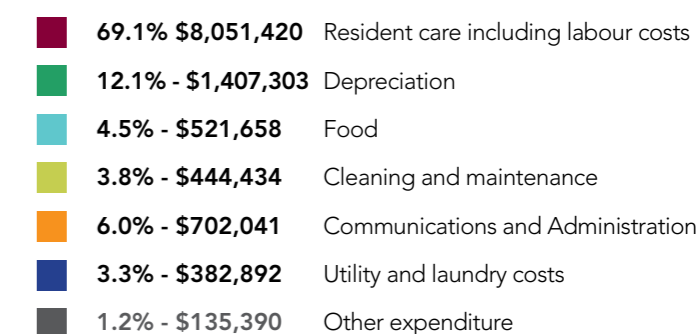 69.1% $8,051,420 Resident care including labour costs
12.1% - $1,407,303 Depreciation
4.5% - $521,658 Food
3.8% - $444,434 Cleaning and maintenance
6.0% - $702,041 Communications and Administration
3.3% - $382,892 Utility and laundry costs
1.2% - $135,390 Other expenditure